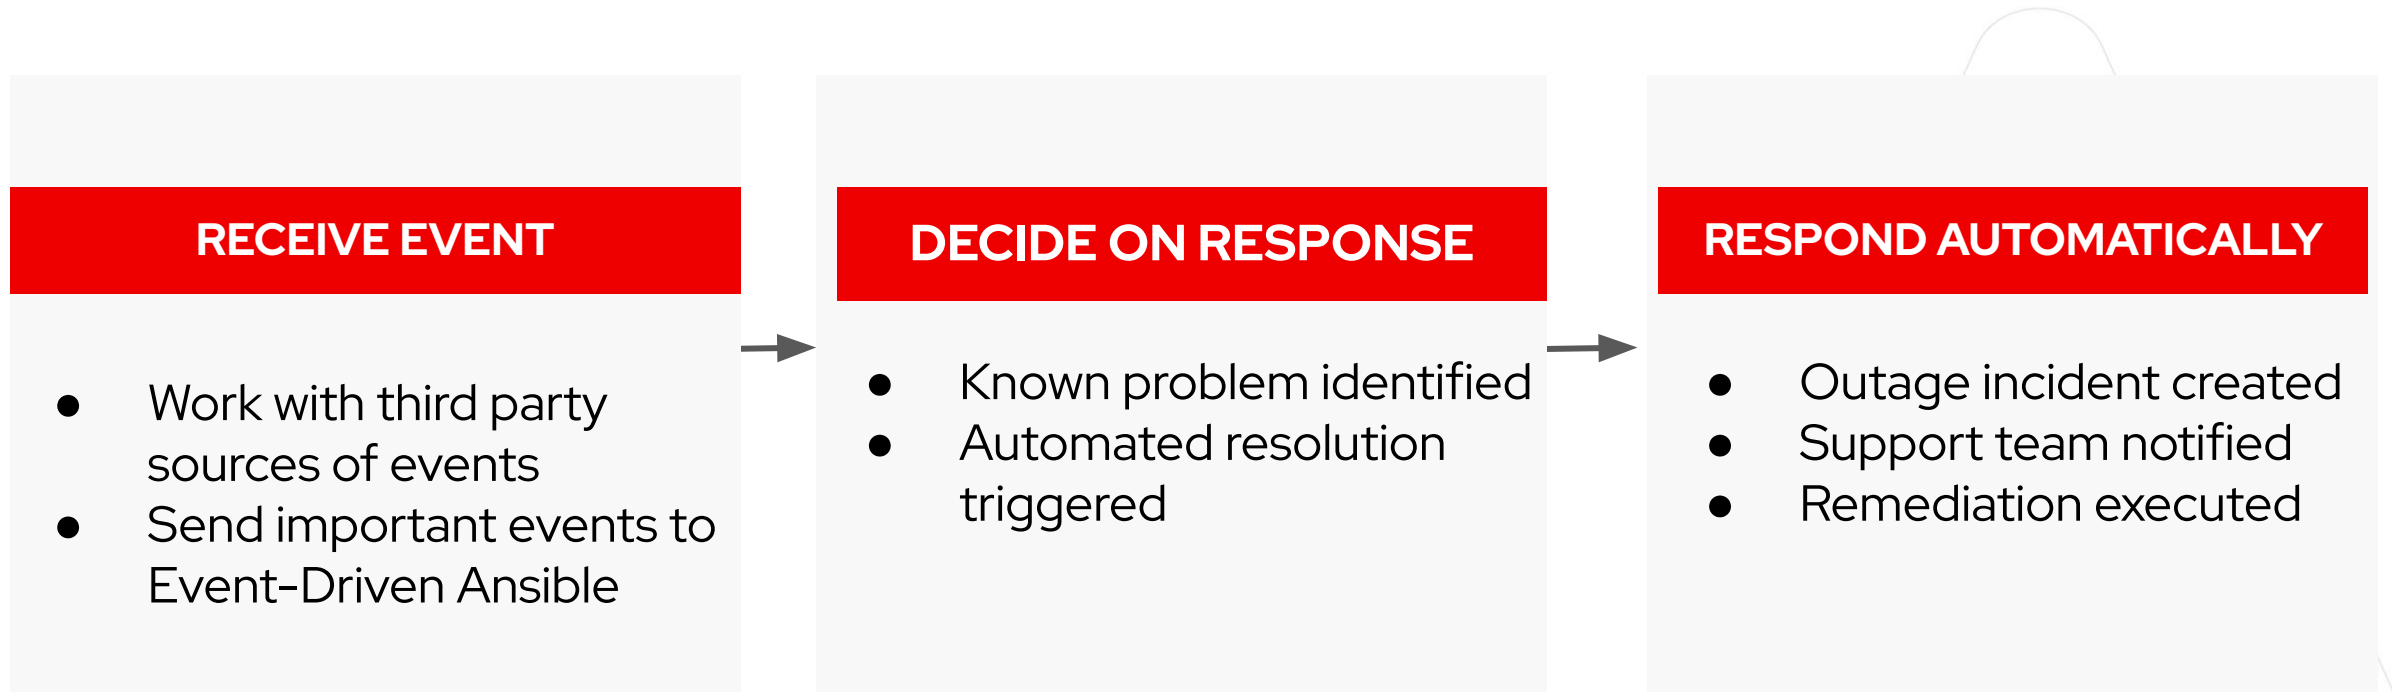 RECEIVE EVENT
● Work with third party
sources of events
● Send important events to
Event-Driven Ansible
DECIDE ON RESPONSE
● Known problem identified
● Automated resolution
triggered
RESPOND AUTOMATICALLY
● Outage incident created
● Support team notified
● Remediation executed